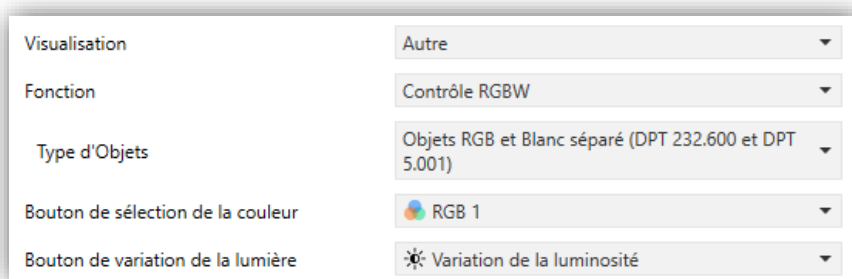 Visualisation Autre
Fonction Contrôle RGBW
Type d'Objets Objets RGB et Blanc séparé (DPT 232.600 et DPT
5.001)
Bouton de sélection de la couleur RGB 1
Bouton de variation de la lumière Variation de la luminosité